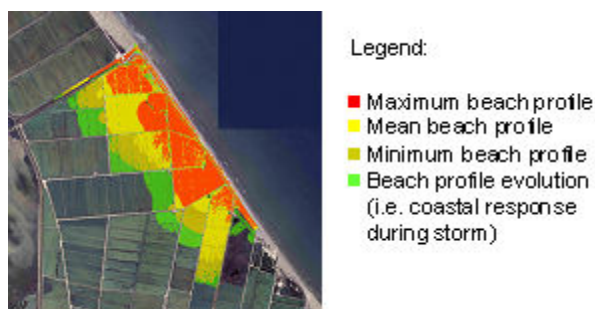 Legend:
Maximum beach profile
Mean beach profile
Minimum beach profile
Beach profile evolution
(i.e. coastal response
during storm)